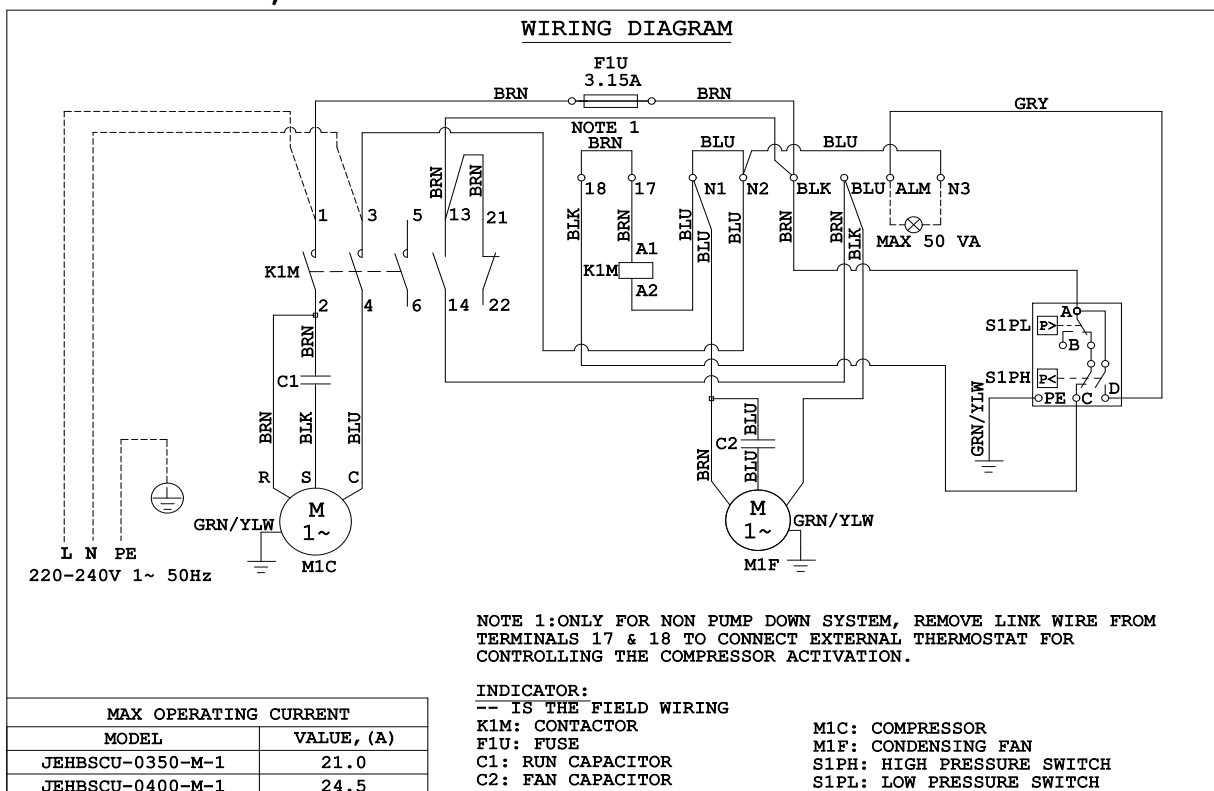 WIRING DIAGRAM
F1U
3.15A
BRN
BRN
GRY
NOTE 1
BRN
BLU
BLU
BRN
BRN
18
17
N1
N2
BLK
BLU
ALM
N3
1
3
5
13
21
BLK
BRN
BLU
BLU
BLU
BRN
BRN
BLK
MAX 50 VA
K1M
A1
K1M
A2
2
4
6
14
22
A
S1PL
P>
B
BRN
C1
S1PH
P<
D
PE
C
GRN/YLW
BRN
BLK
BLU
C2
BLU
BRN
BLU
R
S
C
M
1~
GRN/YLW
M1C
M
1~
GRN/YLW
M1F
L N PE
220-240V 1~ 50Hz
NOTE 1:ONLY FOR NON PUMP DOWN SYSTEM, REMOVE LINK WIRE FROM
TERMINALS 17 & 18 TO CONNECT EXTERNAL THERMOSTAT FOR
CONTROLLING THE COMPRESSOR ACTIVATION.
INDICATOR:
-- IS THE FIELD WIRING
K1M: CONTACTOR
F1U: FUSE
C1: RUN CAPACITOR
C2: FAN CAPACITOR
M1C: COMPRESSOR
M1F: CONDENSING FAN
S1PH: HIGH PRESSURE SWITCH
S1PL: LOW PRESSURE SWITCH
MAX OPERATING CURRENT
MODEL VALUE,(A)
JEHBSCU-0350-M-1 21.0
JEHBSCU-0400-M-1 24.5